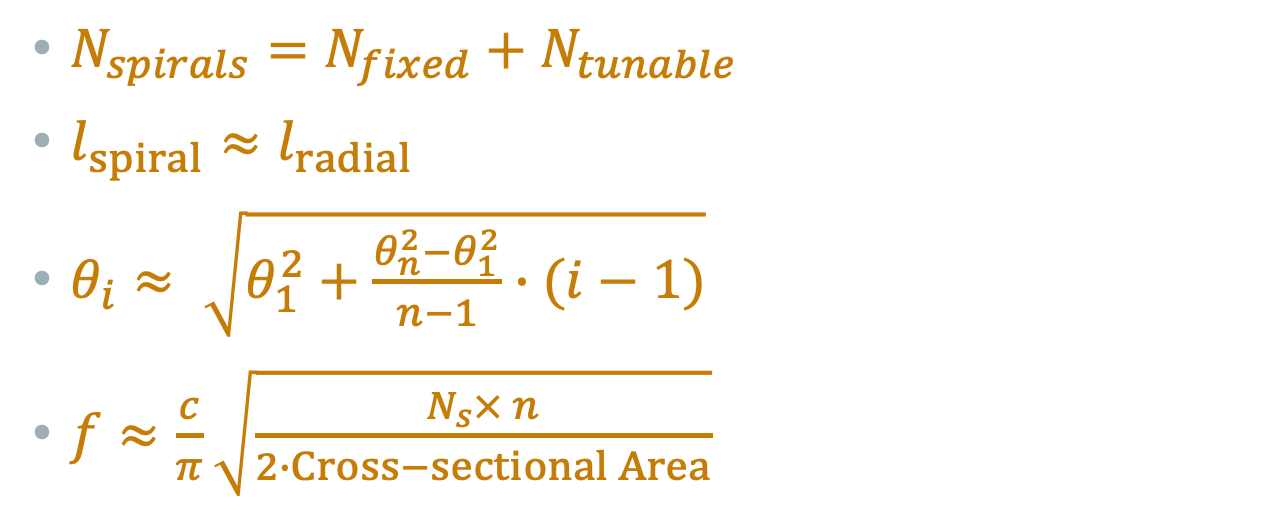 • N_spirals = N_fixed + N_tunable
• l_spiral ≈ l_radial
• θ_i ≈ √(θ_1^2 + (θ_n^2−θ_1^2)/(n−1) · (i − 1))
• f ≈ c/π √((N_s × n)/(2·Cross−sectional Area))